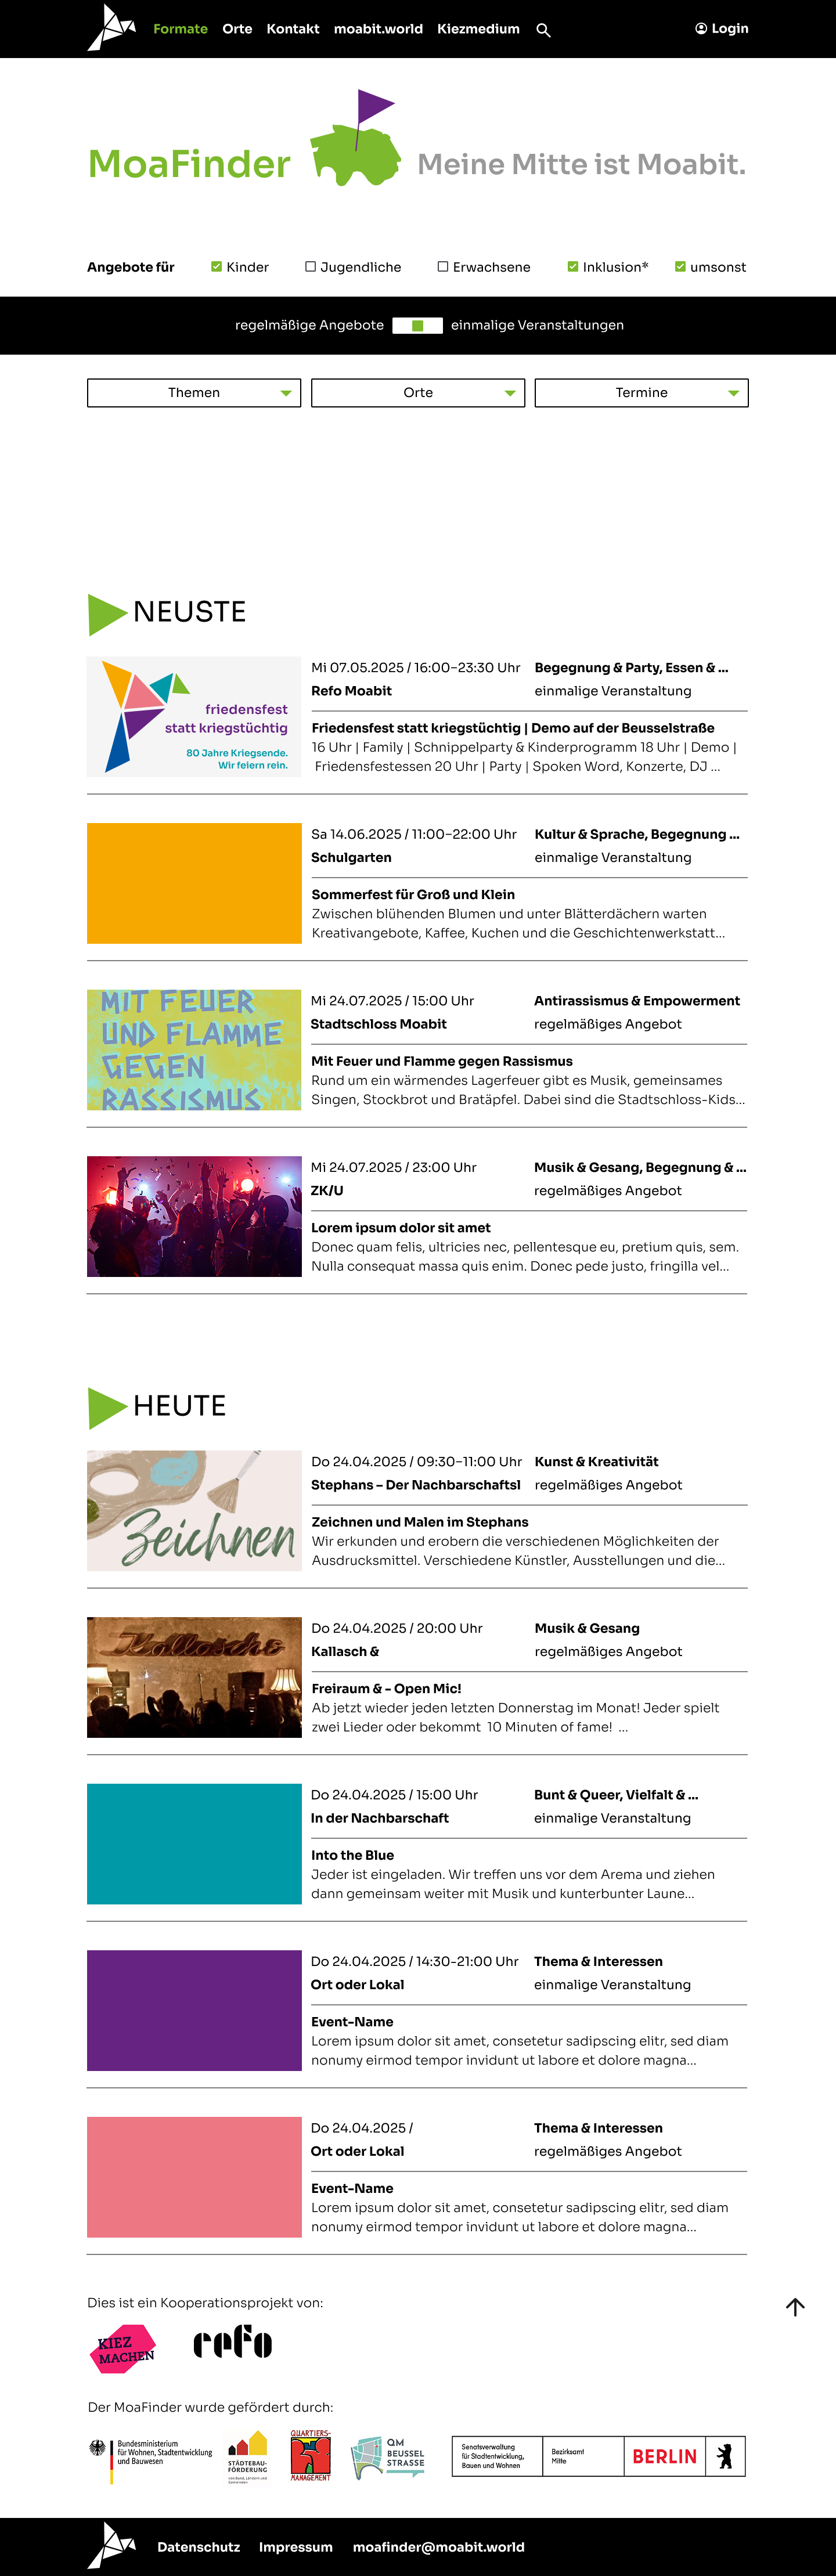 Formate Orte Kontakt moabit.world Kiezmedium Login
MoaFinder Meine Mitte ist Moabit.
Angebote für Kinder Jugendliche Erwachsene Inklusion* umsonst
regelmäßige Angebote einmalige Veranstaltungen
Themen Orte Termine
NEUSTE
friedensfest
statt kriegstüchtig
80 Jahre Kriegsende.
Wir feiern rein.
Mi 07.05.2025 / 16:00–23:30 Uhr Begegnung & Party, Essen & ...
Refo Moabit einmalige Veranstaltung
Friedensfest statt kriegstüchtig | Demo auf der Beusselstraße
16 Uhr | Family | Schnippelparty & Kinderprogramm 18 Uhr | Demo |
Friedensfestessen 20 Uhr | Party | Spoken Word, Konzerte, DJ ...
Sa 14.06.2025 / 11:00–22:00 Uhr Kultur & Sprache, Begegnung ...
Schulgarten einmalige Veranstaltung
Sommerfest für Groß und Klein
Zwischen blühenden Blumen und unter Blätterdächern warten
Kreativangebote, Kaffee, Kuchen und die Geschichtenwerkstatt...
MIT FEUER
UND FLAMME
GEGEN
RASSISMUS
Mi 24.07.2025 / 15:00 Uhr Antirassismus & Empowerment
Stadtschloss Moabit regelmäßiges Angebot
Mit Feuer und Flamme gegen Rassismus
Rund um ein wärmendes Lagerfeuer gibt es Musik, gemeinsames
Singen, Stockbrot und Bratäpfel. Dabei sind die Stadtschloss-Kids...
Mi 24.07.2025 / 23:00 Uhr Musik & Gesang, Begegnung & ...
ZK/U regelmäßiges Angebot
Lorem ipsum dolor sit amet
Donec quam felis, ultricies nec, pellentesque eu, pretium quis, sem.
Nulla consequat massa quis enim. Donec pede justo, fringilla vel...
HEUTE
Zeichnen
Do 24.04.2025 / 09:30–11:00 Uhr Kunst & Kreativität
Stephans – Der Nachbarschaftsl regelmäßiges Angebot
Zeichnen und Malen im Stephans
Wir erkunden und erobern die verschiedenen Möglichkeiten der
Ausdrucksmittel. Verschiedene Künstler, Ausstellungen und die...
Kallasch&
Do 24.04.2025 / 20:00 Uhr Musik & Gesang
Kallasch & regelmäßiges Angebot
Freiraum & - Open Mic!
Ab jetzt wieder jeden letzten Donnerstag im Monat! Jeder spielt
zwei Lieder oder bekommt 10 Minuten of fame! ...
Do 24.04.2025 / 15:00 Uhr Bunt & Queer, Vielfalt & ...
In der Nachbarschaft einmalige Veranstaltung
Into the Blue
Jeder ist eingeladen. Wir treffen uns vor dem Arema und ziehen
dann gemeinsam weiter mit Musik und kunterbunter Laune...
Do 24.04.2025 / 14:30-21:00 Uhr Thema & Interessen
Ort oder Lokal einmalige Veranstaltung
Event-Name
Lorem ipsum dolor sit amet, consetetur sadipscing elitr, sed diam
nonumy eirmod tempor invidunt ut labore et dolore magna...
Do 24.04.2025 / Thema & Interessen
Ort oder Lokal regelmäßiges Angebot
Event-Name
Lorem ipsum dolor sit amet, consetetur sadipscing elitr, sed diam
nonumy eirmod tempor invidunt ut labore et dolore magna...
Dies ist ein Kooperationsprojekt von:
KIEZ
MACHEN
refo
Der MoaFinder wurde gefördert durch:
Bundesministerium
für Wohnen, Stadtentwicklung
und Bauwesen
STÄDTEBAU-
FÖRDERUNG
von Bund, Ländern und
Gemeinden
QUARTIERS-
MANAGEMENT
QM
BEUSSEL
STRASSE
Senatsverwaltung
für Stadtentwicklung,
Bauen und Wohnen
Bezirksamt
Mitte
BERLIN
Datenschutz Impressum moafinder@moabit.world